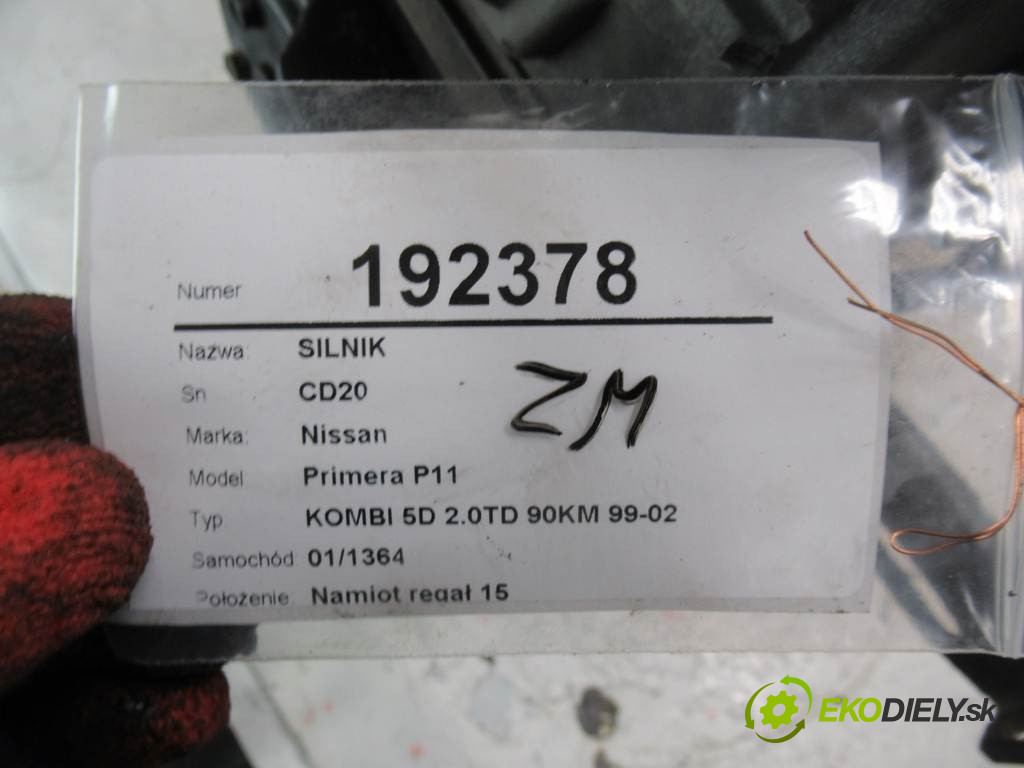 Numer 192378
Nazwa: SILNIK
Sn CD20
ZM
Marka: Nissan
Model Primera P11
Typ KOMBI 5D 2.0TD 90KM 99-02
Samochód 01/1364
Położenie: Namiot regał 15
EKODIELY.sk